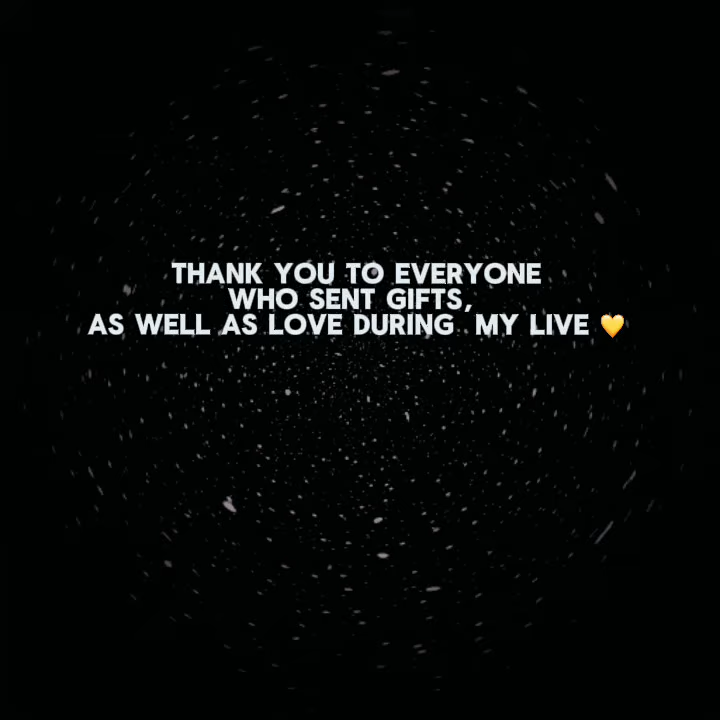 THANK YOU TO EVERYONE
WHO SENT GIFTS,
AS WELL AS LOVE DURING  MY LIVE 💛